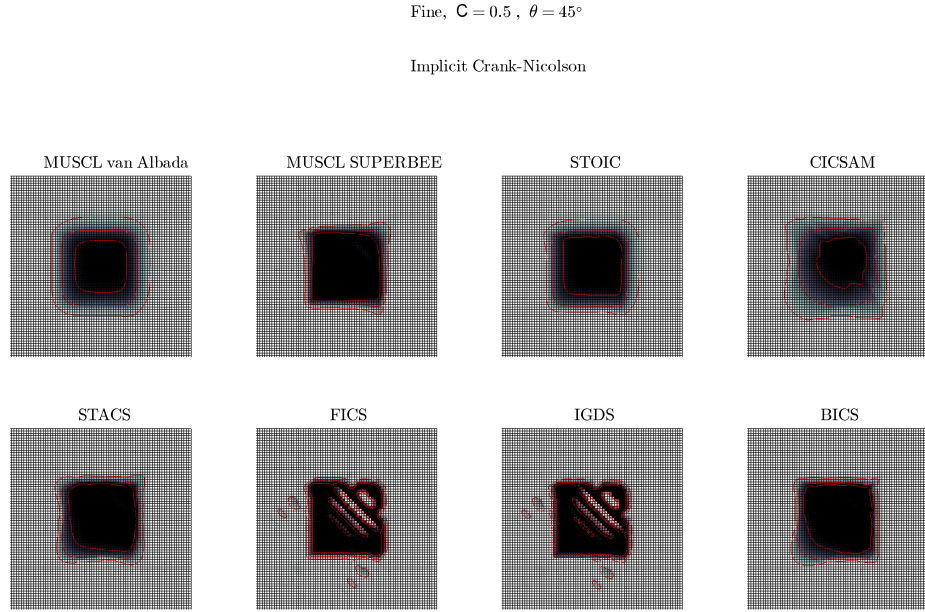 Fine, C = 0.5 , θ = 45°
Implicit Crank-Nicolson
MUSCL van Albada
MUSCL SUPERBEE
STOIC
CICSAM
STACS
FICS
IGDS
BICS